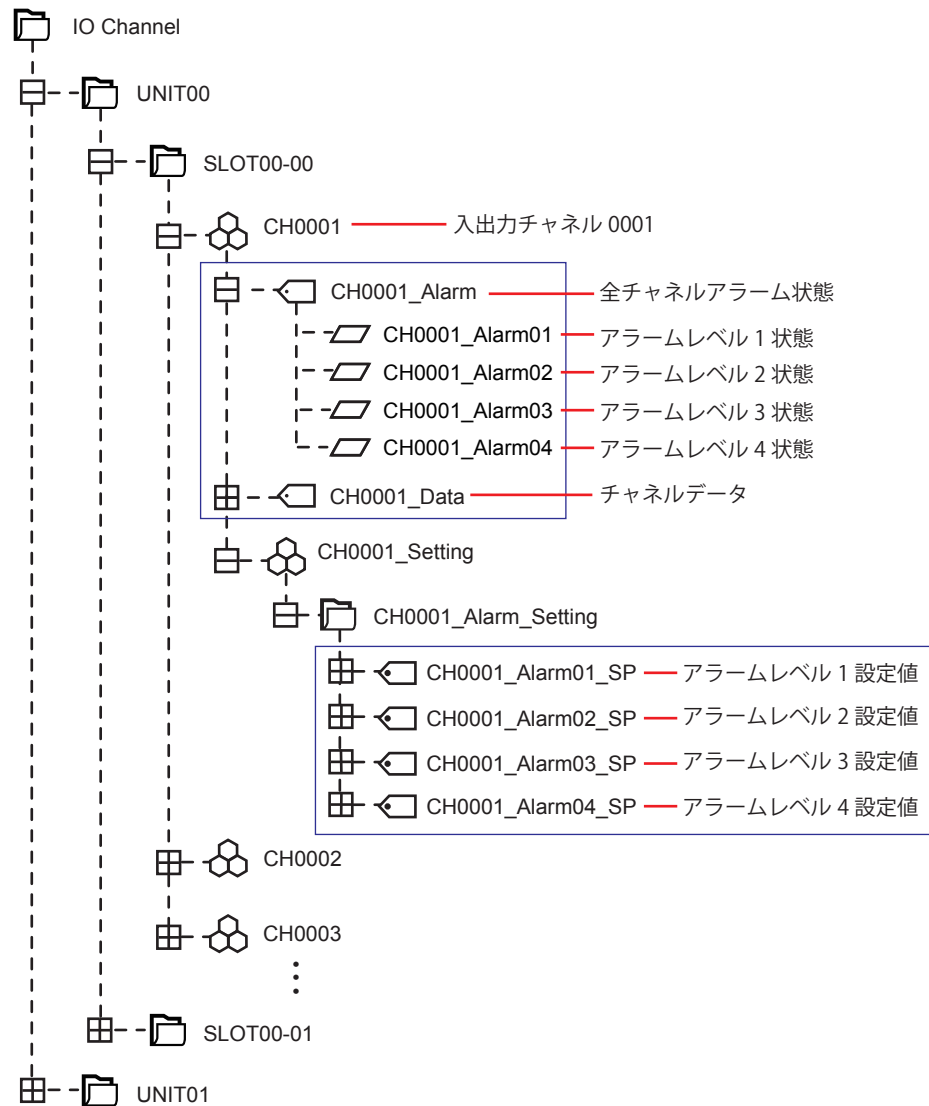 IO Channel
UNIT00
SLOT00-00
CH0001 入出力チャネル 0001
CH0001_Alarm 全チャネルアラーム状態
CH0001_Alarm01 アラームレベル 1 状態
CH0001_Alarm02 アラームレベル 2 状態
CH0001_Alarm03 アラームレベル 3 状態
CH0001_Alarm04 アラームレベル 4 状態
CH0001_Data チャネルデータ
CH0001_Setting
CH0001_Alarm_Setting
CH0001_Alarm01_SP アラームレベル 1 設定値
CH0001_Alarm02_SP アラームレベル 2 設定値
CH0001_Alarm03_SP アラームレベル 3 設定値
CH0001_Alarm04_SP アラームレベル 4 設定値
CH0002
CH0003
SLOT00-01
UNIT01